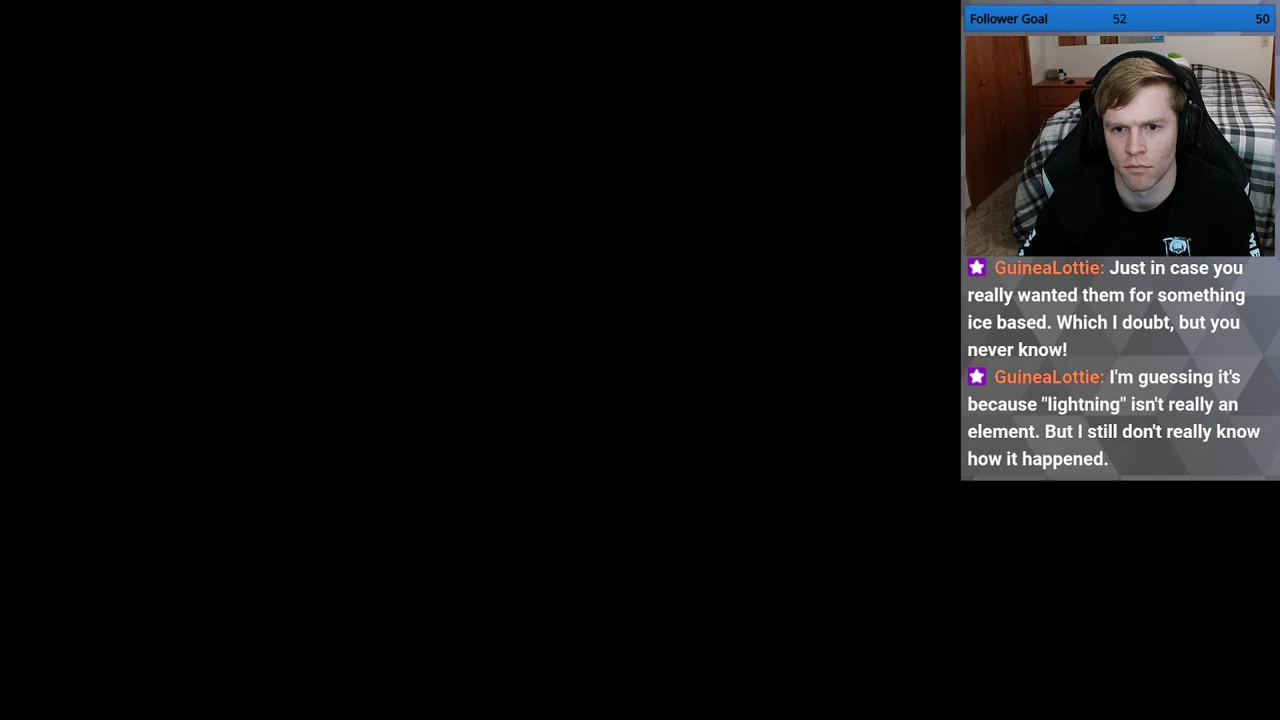 Follower Goal 52 50
GuineaLottie: Just in case you
really wanted them for something
ice based. Which I doubt, but you
never know!
GuineaLottie: I'm guessing it's
because "lightning" isn't really an
element. But I still don't really know
how it happened.